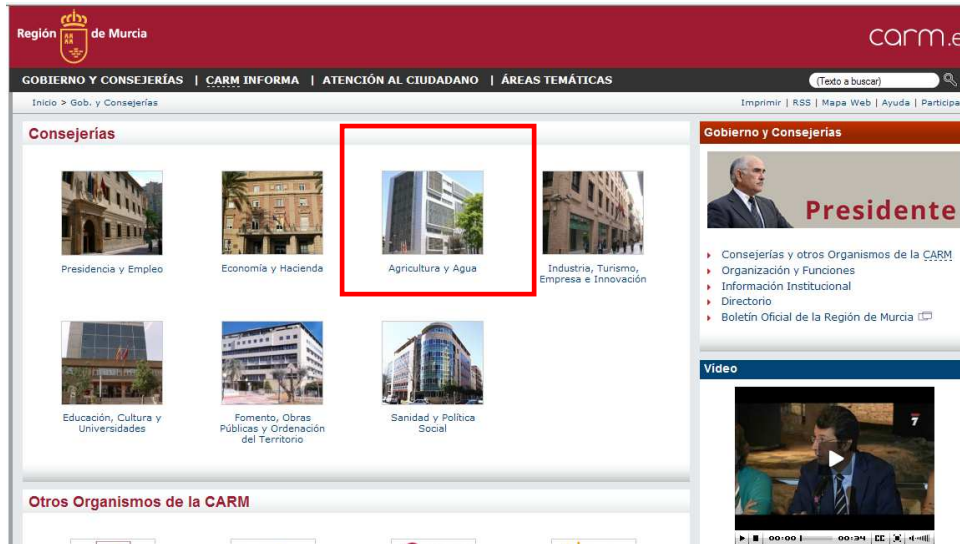 Región de Murcia
carm.e
GOBIERNO Y CONSEJERÍAS | CARM INFORMA | ATENCIÓN AL CIUDADANO | ÁREAS TEMÁTICAS
(Texto a buscar)
Inicio > Gob. y Consejerías
Imprimir | RSS | Mapa Web | Ayuda | Participa
Consejerías
Presidencia y Empleo
Economía y Hacienda
Agricultura y Agua
Industria, Turismo,
Empresa e Innovación
Educación, Cultura y
Universidades
Fomento, Obras
Públicas y Ordenación
del Territorio
Sanidad y Política
Social
Otros Organismos de la CARM
Gobierno y Consejerías
Presidente
Consejerías y otros Organismos de la CARM
Organización y Funciones
Información Institucional
Directorio
Boletín Oficial de la Región de Murcia
Vídeo
7
00:00
00:34
CC